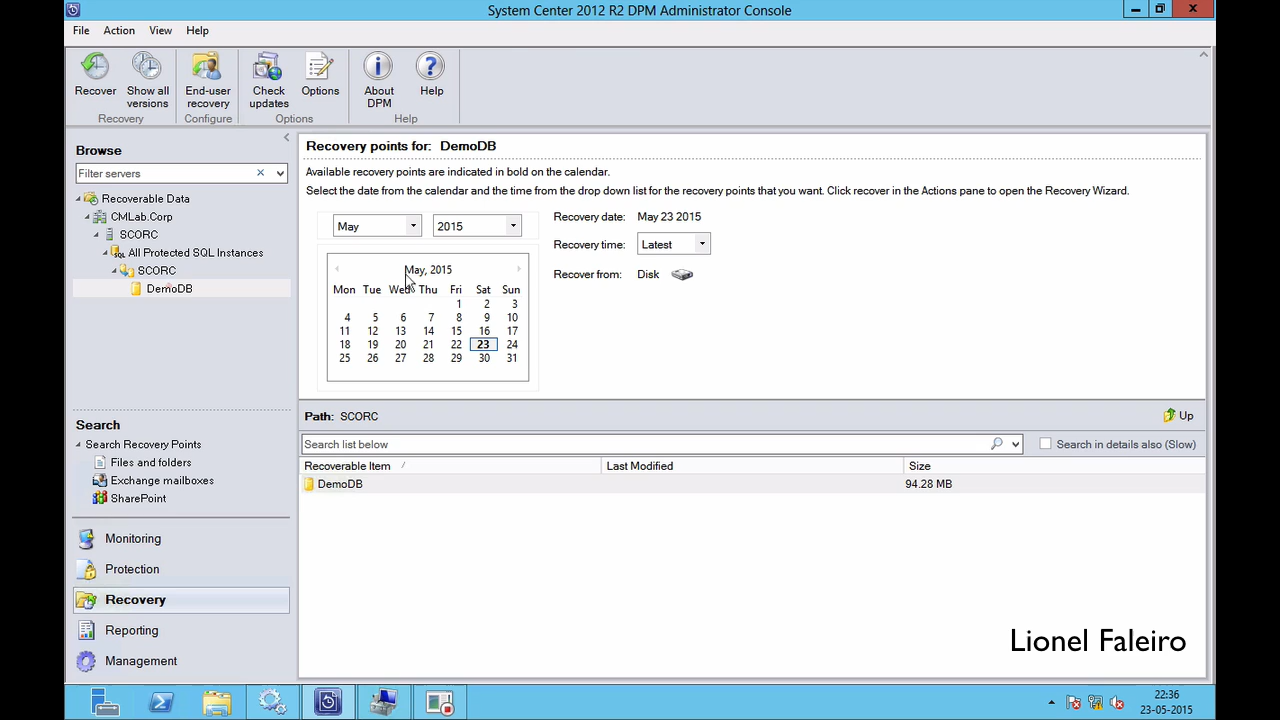 System Center 2012 R2 DPM Administrator Console
File Action View Help
Recover
Show all versions
End-user recovery
Check updates
Options
About DPM
Help
Recovery
Configure
Options
Help
Browse
Filter servers
Recoverable Data
CMLab.Corp
SCORC
All Protected SQL Instances
SCORC
DemoDB
Search
Search Recovery Points
Files and folders
Exchange mailboxes
SharePoint
Monitoring
Protection
Recovery
Reporting
Management
Recovery points for: DemoDB
Available recovery points are indicated in bold on the calendar.
Select the date from the calendar and the time from the drop down list for the recovery points that you want. Click recover in the Actions pane to open the Recovery Wizard.
May 2015
May, 2015
Mon Tue Wed Thu Fri Sat Sun
1 2 3
4 5 6 7 8 9 10
11 12 13 14 15 16 17
18 19 20 21 22 23 24
25 26 27 28 29 30 31
Recovery date: May 23 2015
Recovery time: Latest
Recover from: Disk
Path: SCORC
Up
Search list below
Search in details also (Slow)
Recoverable Item Last Modified Size
DemoDB 94.28 MB
Lionel Faleiro
22:36
23-05-2015